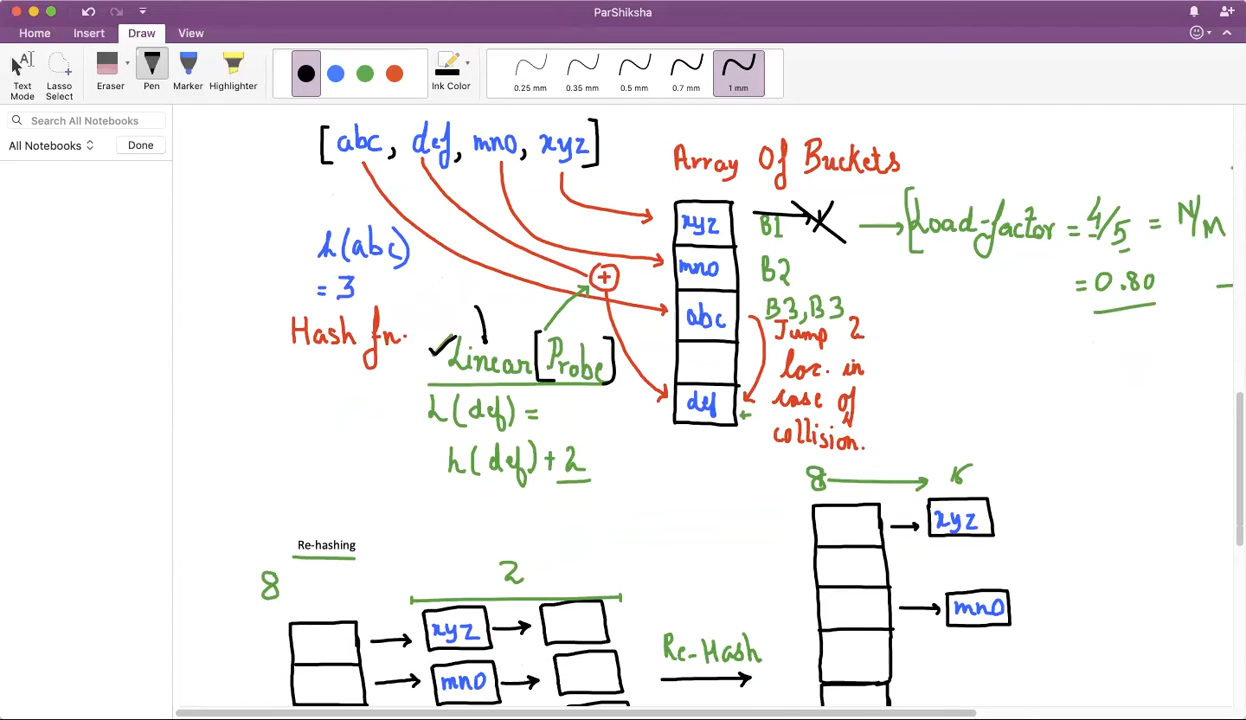 ParShiksha
Home Insert Draw View
Text Mode
Lasso Select
Eraser
Pen
Marker
Highlighter
Ink Color
0.25 mm
0.35 mm
0.5 mm
0.7 mm
1 mm
Search All Notebooks
All Notebooks
Done
[abc, def, mno, xyz]
Array Of Buckets
xyz B1
mno B2
abc B3, B3
def
Load-factor = 4/5 = N/M
= 0.80
h(abc)
= 3
Hash fn.
+
Linear [Probe]
h(def) =
h(def) + 2
Jump 2
loc. in
case of
collision.
Re-hashing
8
2
xyz
mno
Re-Hash
8
xyz
mno